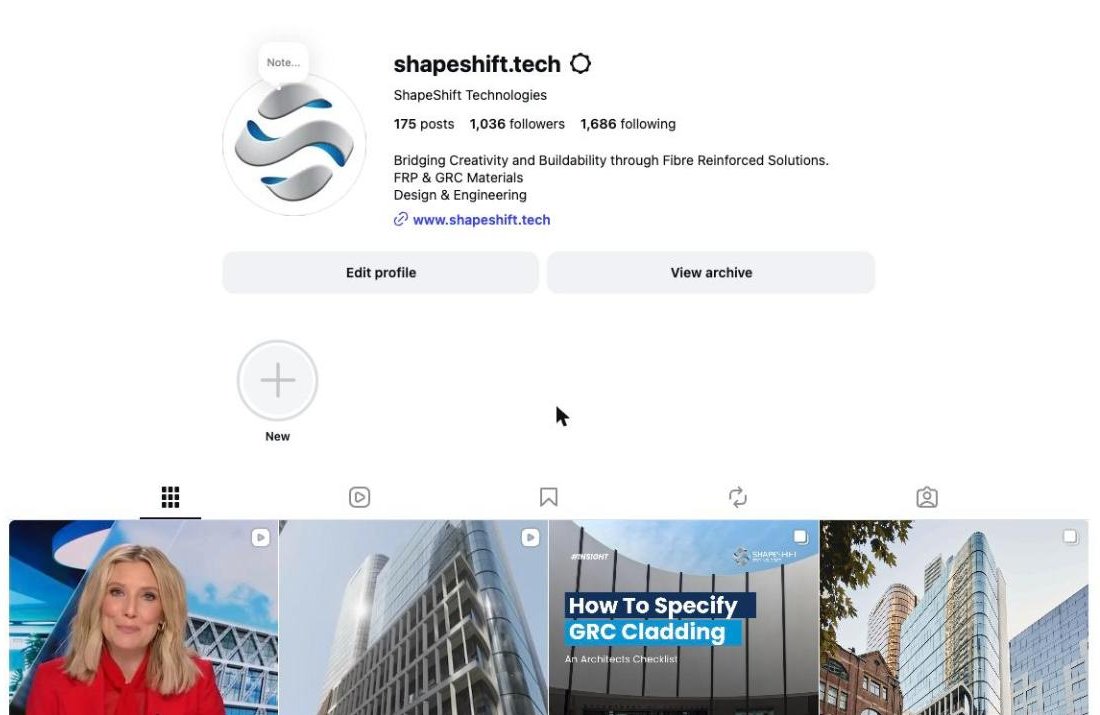 Note...
shapeshift.tech
ShapeShift Technologies
175 posts 1,036 followers 1,686 following
Bridging Creativity and Buildability through Fibre Reinforced Solutions.
FRP & GRC Materials
Design & Engineering
www.shapeshift.tech
Edit profile View archive
New
#INSIGHT
SHAPESHIFT
How To Specify
GRC Cladding
An Architects Checklist